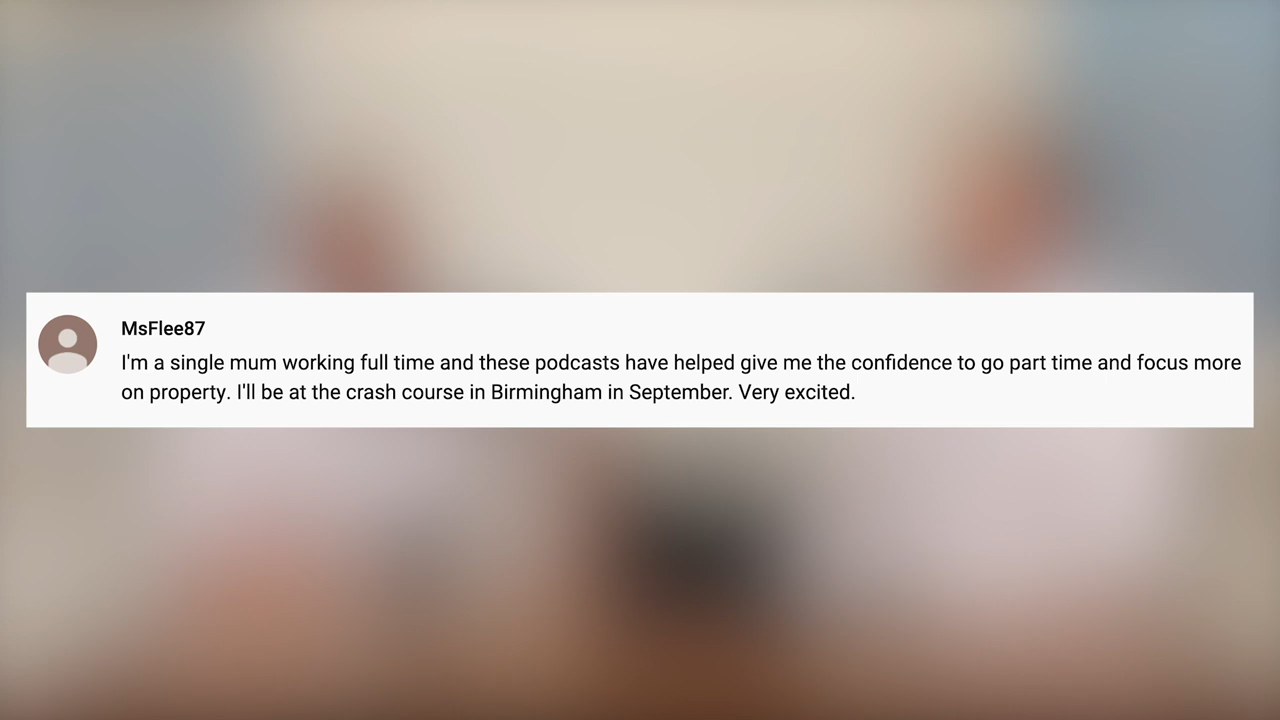 MsFlee87
I'm a single mum working full time and these podcasts have helped give me the confidence to go part time and focus more
on property. I'll be at the crash course in Birmingham in September. Very excited.